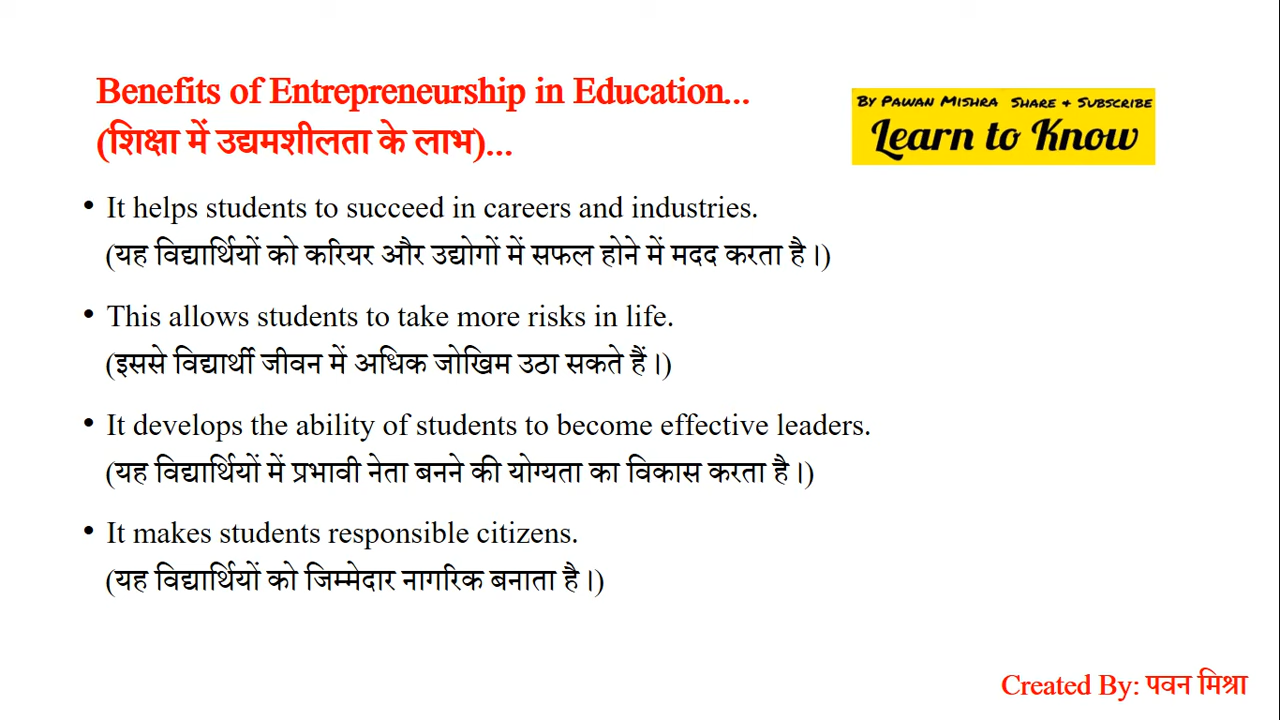 Benefits of Entrepreneurship in Education...
(शिक्षा में उद्यमशीलता के लाभ)...
By Pawan Mishra Share & Subscribe
Learn to Know
• It helps students to succeed in careers and industries.
(यह विद्यार्थियों को करियर और उद्योगों में सफल होने में मदद करता है।)
• This allows students to take more risks in life.
(इससे विद्यार्थी जीवन में अधिक जोखिम उठा सकते हैं।)
• It develops the ability of students to become effective leaders.
(यह विद्यार्थियों में प्रभावी नेता बनने की योग्यता का विकास करता है।)
• It makes students responsible citizens.
(यह विद्यार्थियों को जिम्मेदार नागरिक बनाता है।)
Created By: पवन मिश्रा